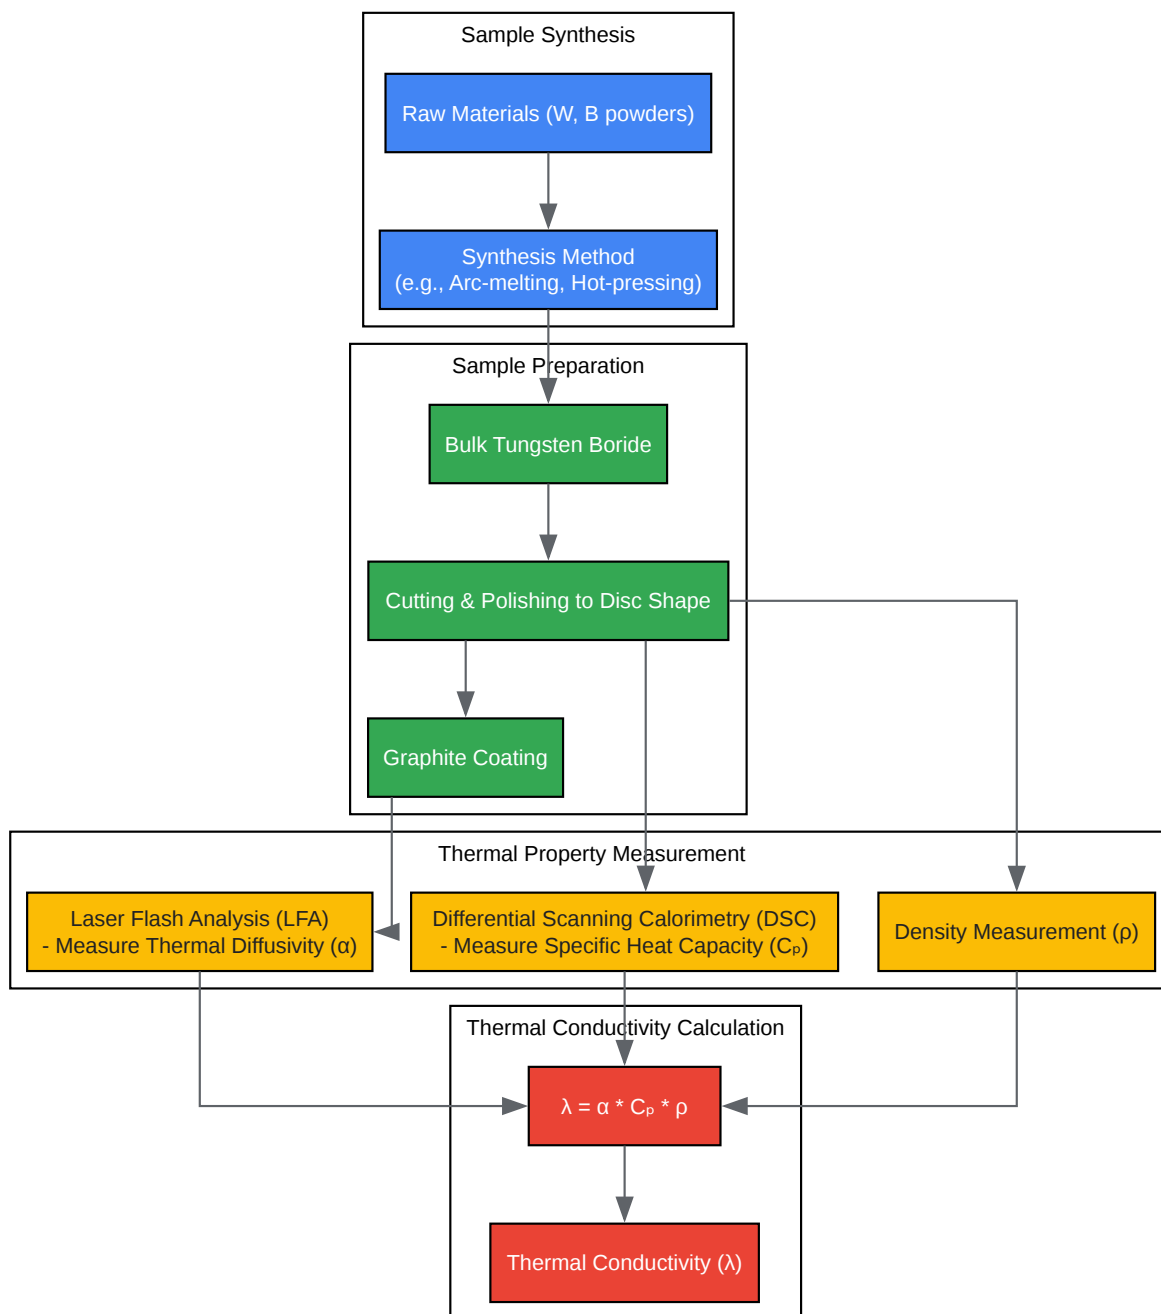 Sample Synthesis
Raw Materials (W, B powders)
Synthesis Method
(e.g., Arc-melting, Hot-pressing)
Sample Preparation
Bulk Tungsten Boride
Cutting & Polishing to Disc Shape
Graphite Coating
Thermal Property Measurement
Laser Flash Analysis (LFA)
- Measure Thermal Diffusivity (α)
Differential Scanning Calorimetry (DSC)
- Measure Specific Heat Capacity (Cₚ)
Density Measurement (ρ)
Thermal Conductivity Calculation
λ = α * Cₚ * ρ
Thermal Conductivity (λ)